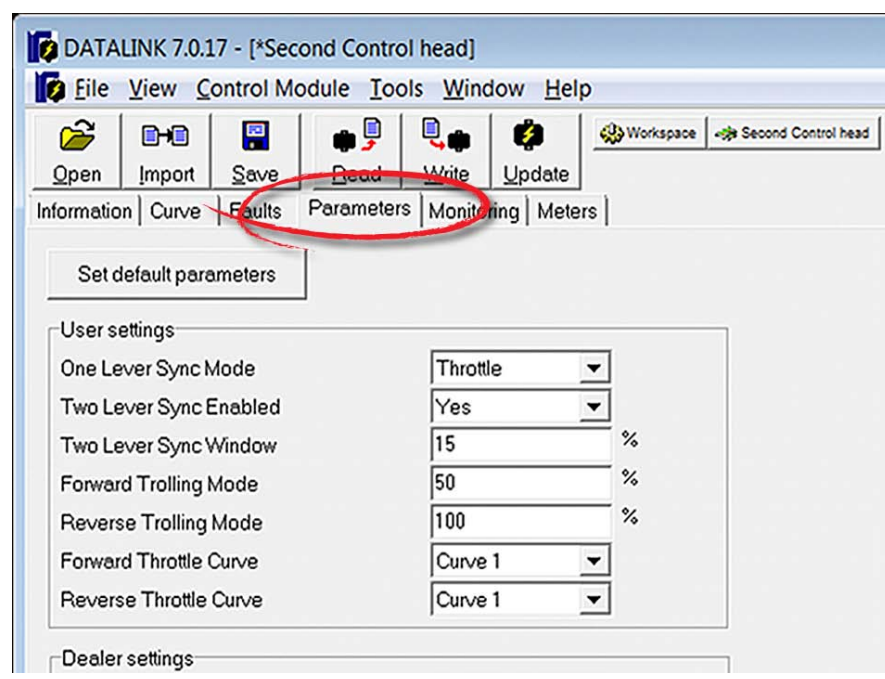 DATALINK 7.0.17 - [*Second Control head]
File View Control Module Tools Window Help
Open Import Save Read Write Update Workspace Second Control head
Information Curve Faults Parameters Monitoring Meters
Set default parameters
User settings
One Lever Sync Mode Throttle
Two Lever Sync Enabled Yes
Two Lever Sync Window 15 %
Forward Trolling Mode 50 %
Reverse Trolling Mode 100 %
Forward Throttle Curve Curve 1
Reverse Throttle Curve Curve 1
Dealer settings